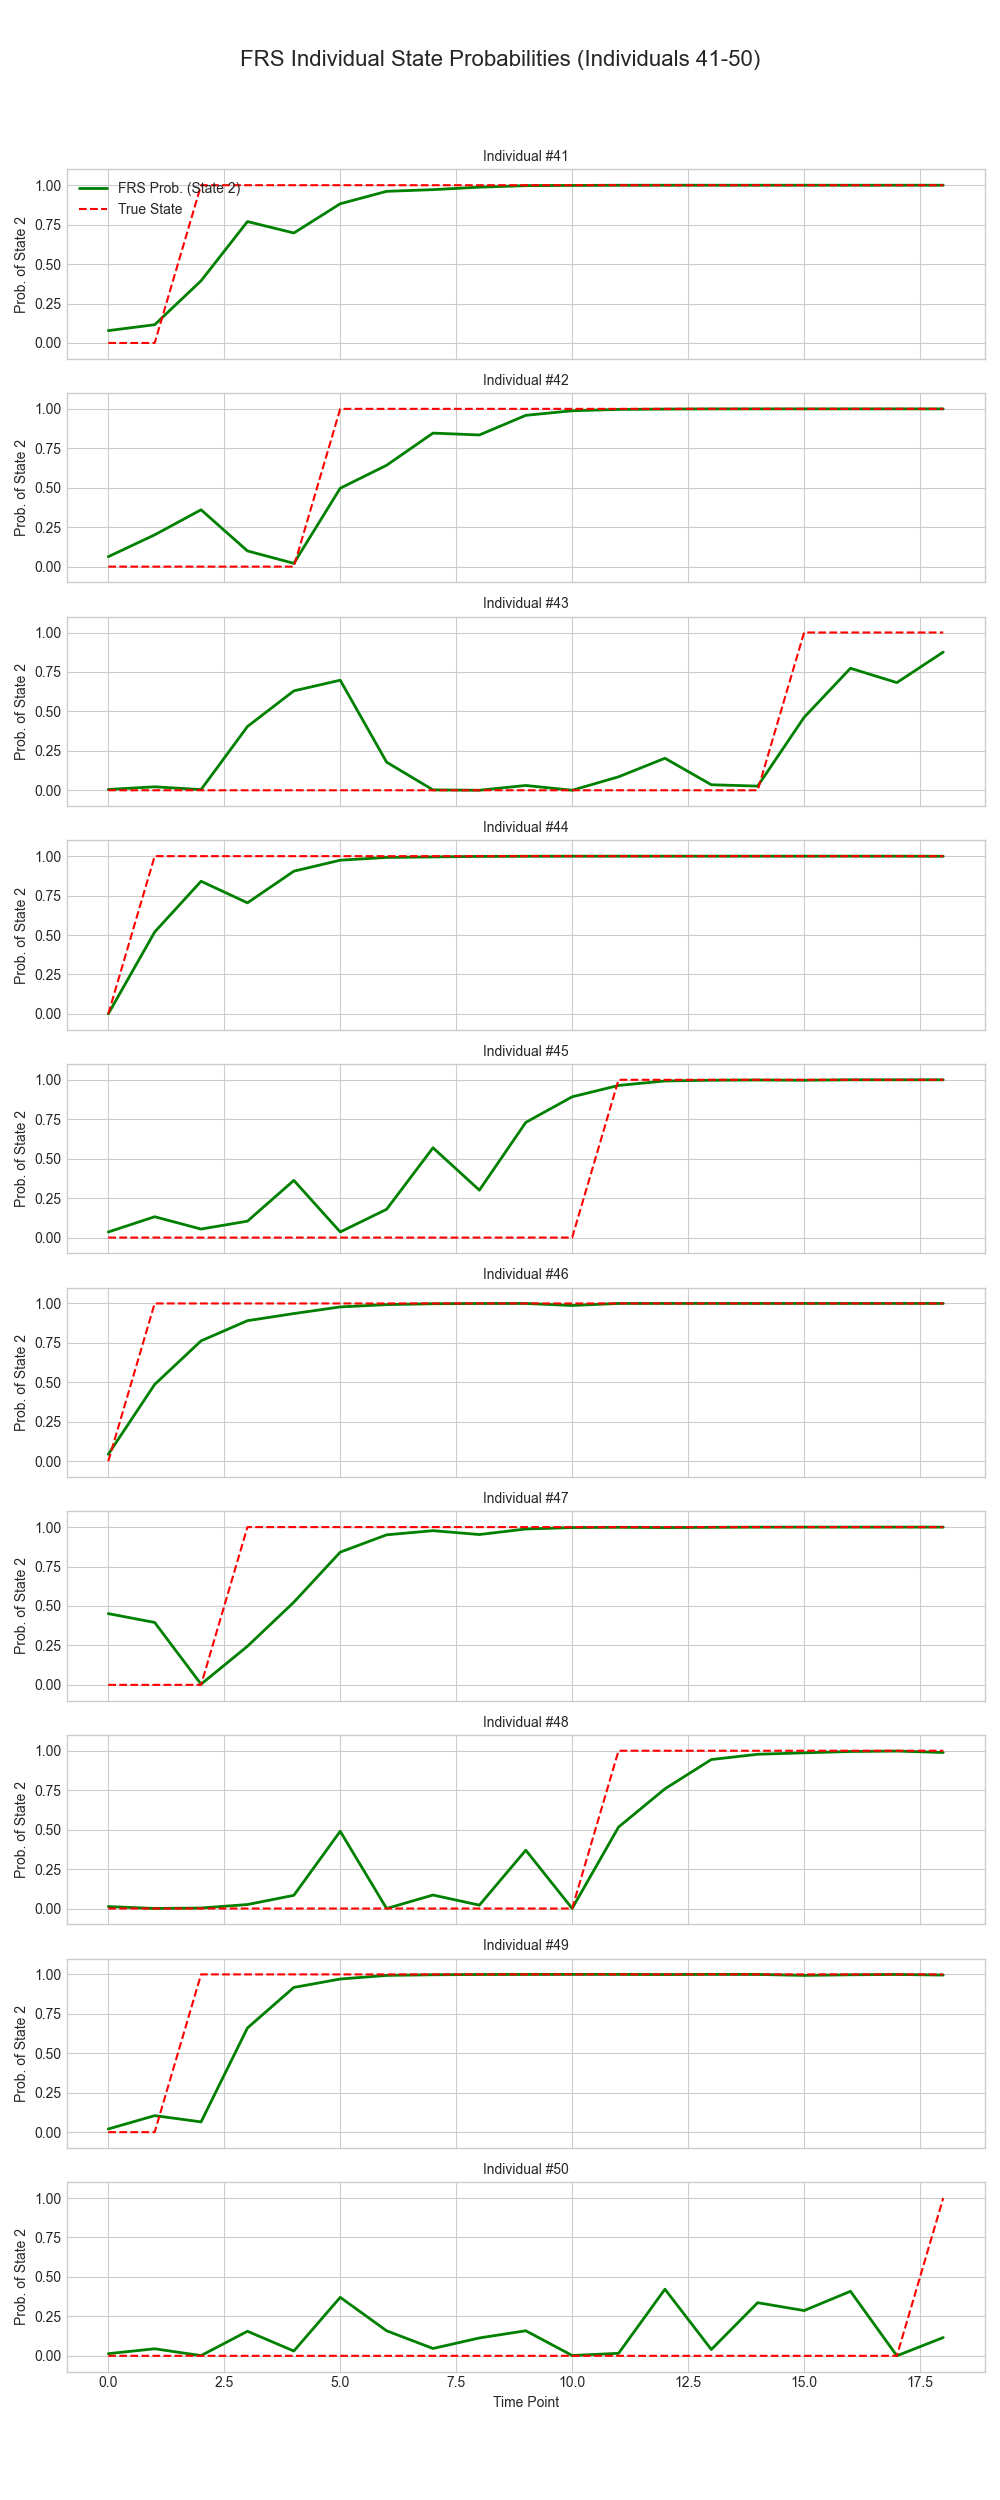 FRS Individual State Probabilities (Individuals 41-50)
Individual #41
1.00
0.75
0.50
0.25
0.00
Prob. of State 2
FRS Prob. (State 2)
True State
Individual #42
1.00
0.75
0.50
0.25
0.00
Prob. of State 2
Individual #43
1.00
0.75
0.50
0.25
0.00
Prob. of State 2
Individual #44
1.00
0.75
0.50
0.25
0.00
Prob. of State 2
Individual #45
1.00
0.75
0.50
0.25
0.00
Prob. of State 2
Individual #46
1.00
0.75
0.50
0.25
0.00
Prob. of State 2
Individual #47
1.00
0.75
0.50
0.25
0.00
Prob. of State 2
Individual #48
1.00
0.75
0.50
0.25
0.00
Prob. of State 2
Individual #49
1.00
0.75
0.50
0.25
0.00
Prob. of State 2
Individual #50
1.00
0.75
0.50
0.25
0.00
Prob. of State 2
0.0 2.5 5.0 7.5 10.0 12.5 15.0 17.5
Time Point